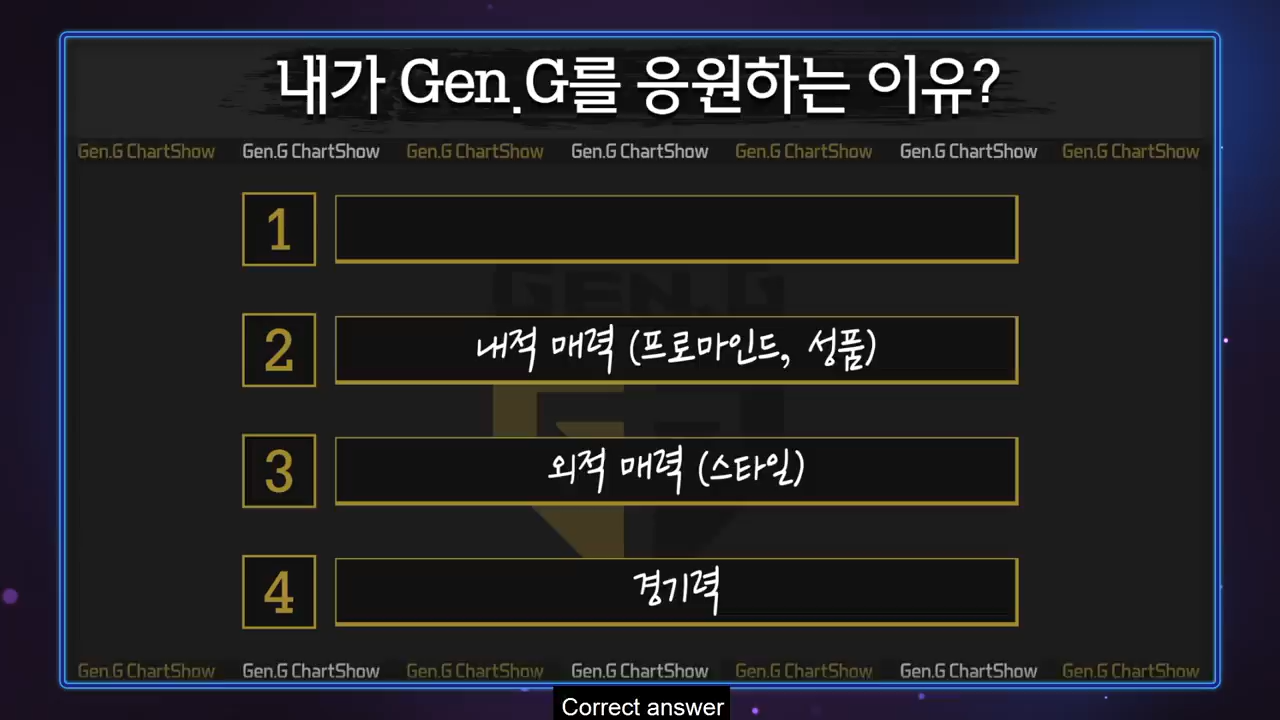 내가 Gen.G를 응원하는 이유?
Gen.G ChartShow Gen.G ChartShow Gen.G ChartShow Gen.G ChartShow Gen.G ChartShow Gen.G ChartShow Gen.G ChartShow
1
GEN.G
2 내적 매력 (프로마인드, 성품)
3 외적 매력 (스타일)
4 경기력
Gen.G ChartShow Gen.G ChartShow Gen.G ChartShow Gen.G ChartShow Gen.G ChartShow Gen.G ChartShow Gen.G ChartShow
Correct answer